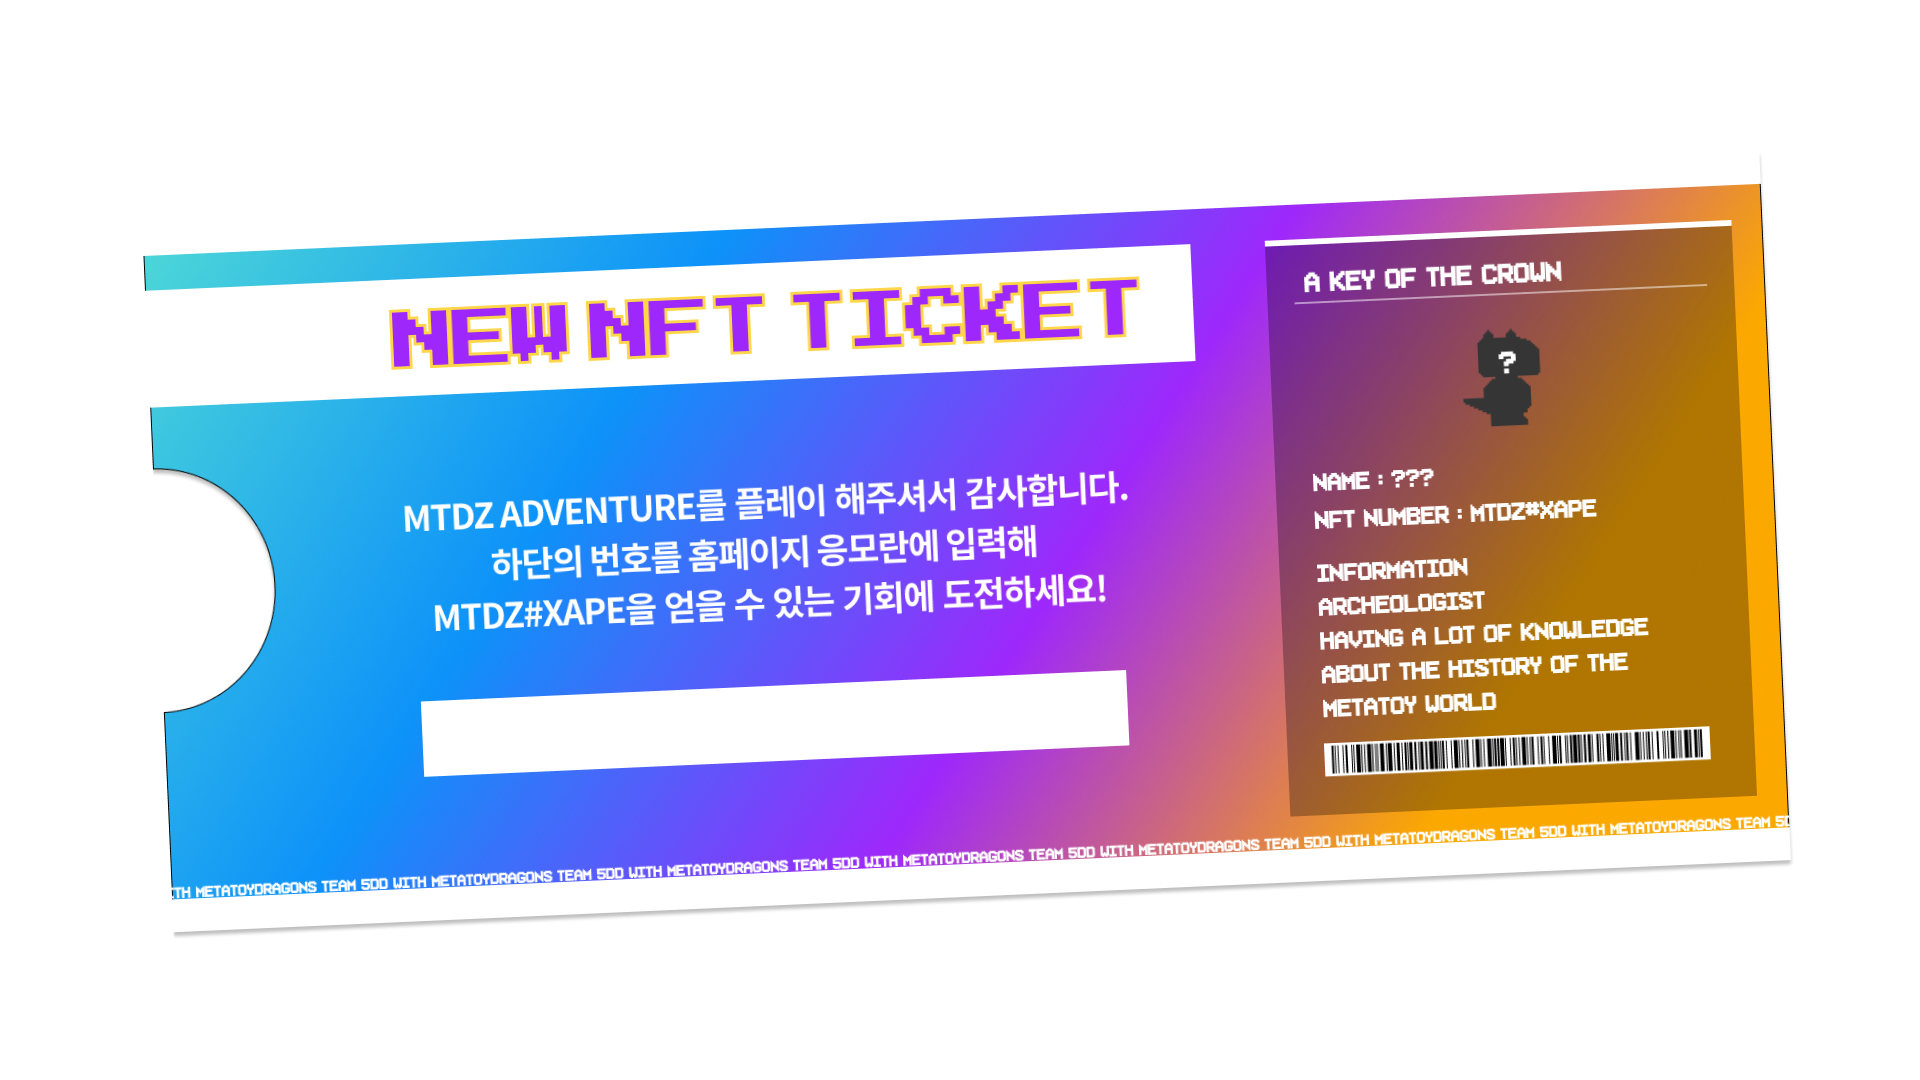 NEW NFT TICKET
MTDZ ADVENTURE를 플레이 해주셔서 감사합니다.
하단의 번호를 홈페이지 응모란에 입력해
MTDZ#XAPE을 얻을 수 있는 기회에 도전하세요!
A KEY OF THE CROWN
?
NAME : ???
NFT NUMBER : MTDZ#XAPE
INFORMATION
ARCHEOLOGIST
HAVING A LOT OF KNOWLEDGE
ABOUT THE HISTORY OF THE
METATOY WORLD
ITH METATOYDRAGONS TEAM 5DD WITH METATOYDRAGONS TEAM 5DD WITH METATOYDRAGONS TEAM 5DD WITH METATOYDRAGONS TEAM 5DD WITH METATOYDRAGONS TEAM 5DD WITH METATOYDRAGONS TEAM 5DD WITH METATOYDRAGONS TEAM 5D